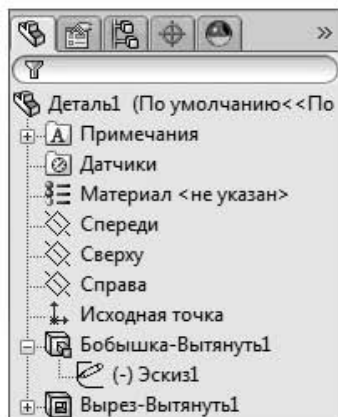 »
Деталь1 (По умолчанию<<По
A Примечания
Датчики
Материал <не указан>
Спереди
Сверху
Справа
Исходная точка
Бобышка-Вытянуть1
(-) Эскиз1
Вырез-Вытянуть1